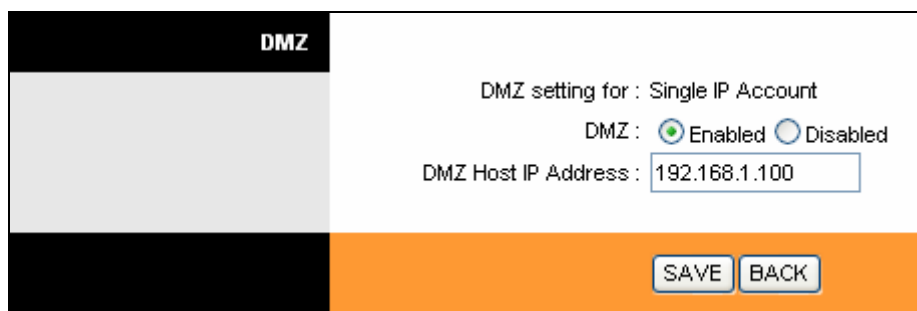 DMZ
DMZ setting for : Single IP Account
DMZ : Enabled Disabled
DMZ Host IP Address : 192.168.1.100
SAVE BACK